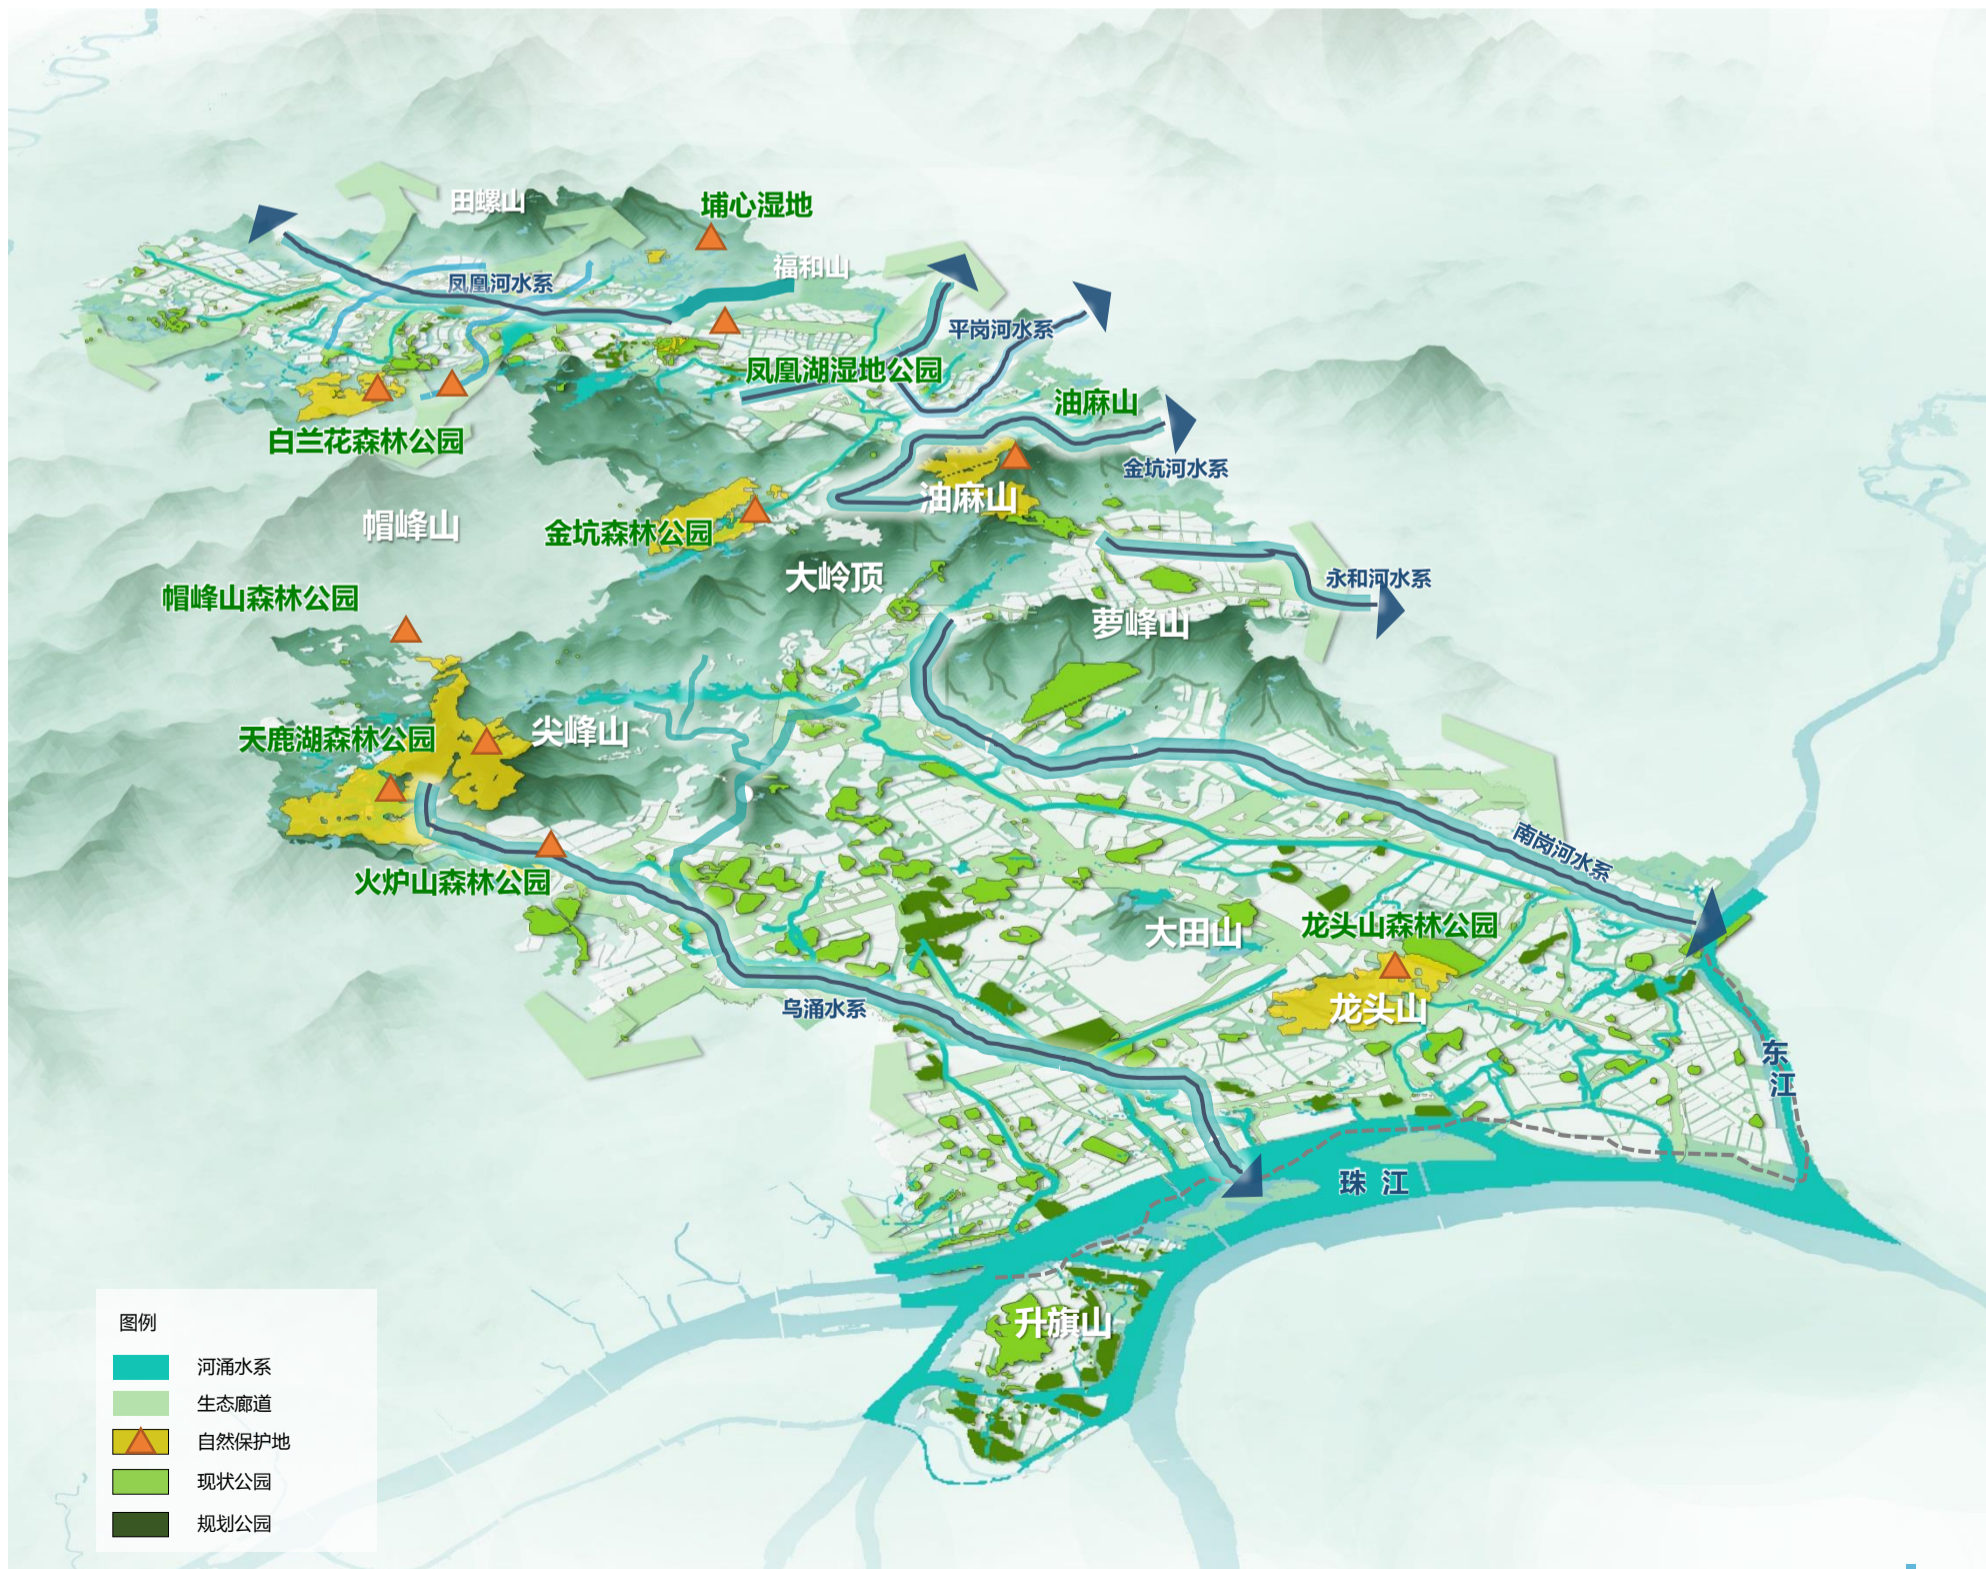 田螺山
埔心湿地
福和山
凤凰河水系
平岗河水系
凤凰湖湿地公园
油麻山
白兰花森林公园
金坑河水系
油麻山
帽峰山
金坑森林公园
大岭顶
永和河水系
帽峰山森林公园
萝峰山
尖峰山
天鹿湖森林公园
南岗河水系
火炉山森林公园
龙头山森林公园
大田山
龙头山
乌涌水系
东江
珠江
升旗山
图例
河涌水系
生态廊道
自然保护地
现状公园
规划公园